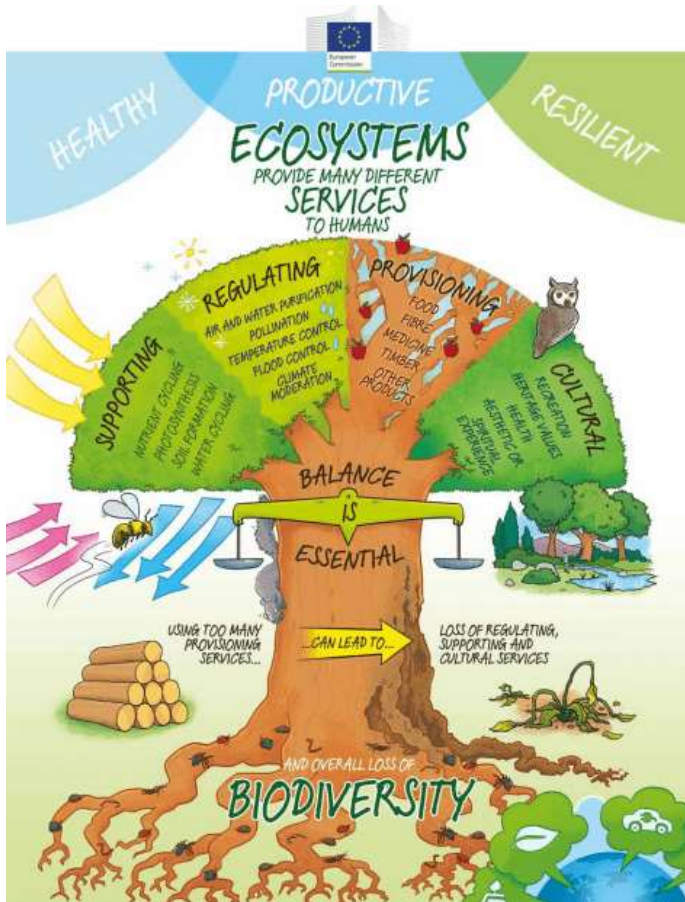 European
Commission
HEALTHY
PRODUCTIVE
RESILIENT
ECOSYSTEMS
PROVIDE MANY DIFFERENT
SERVICES
TO HUMANS
SUPPORTING
NUTRIENT CYCLING
PHOTOSYNTHESIS
SOIL FORMATION
WATER CYCLING
REGULATING
AIR AND WATER PURIFICATION
POLLINATION
TEMPERATURE CONTROL
FLOOD CONTROL
CLIMATE
MODERATION
PROVISIONING
FOOD
FIBRE
MEDICINE
TIMBER
OTHER
PRODUCTS
CULTURAL
RECREATION
HERITAGE VALUES
HEALTH
AESTHETIC OR
SPIRITUAL
EXPERIENCE
BALANCE
IS
ESSENTIAL
USING TOO MANY
PROVISIONING
SERVICES...
...CAN LEAD TO...
LOSS OF REGULATING,
SUPPORTING AND
CULTURAL SERVICES
AND OVERALL LOSS OF
BIODIVERSITY